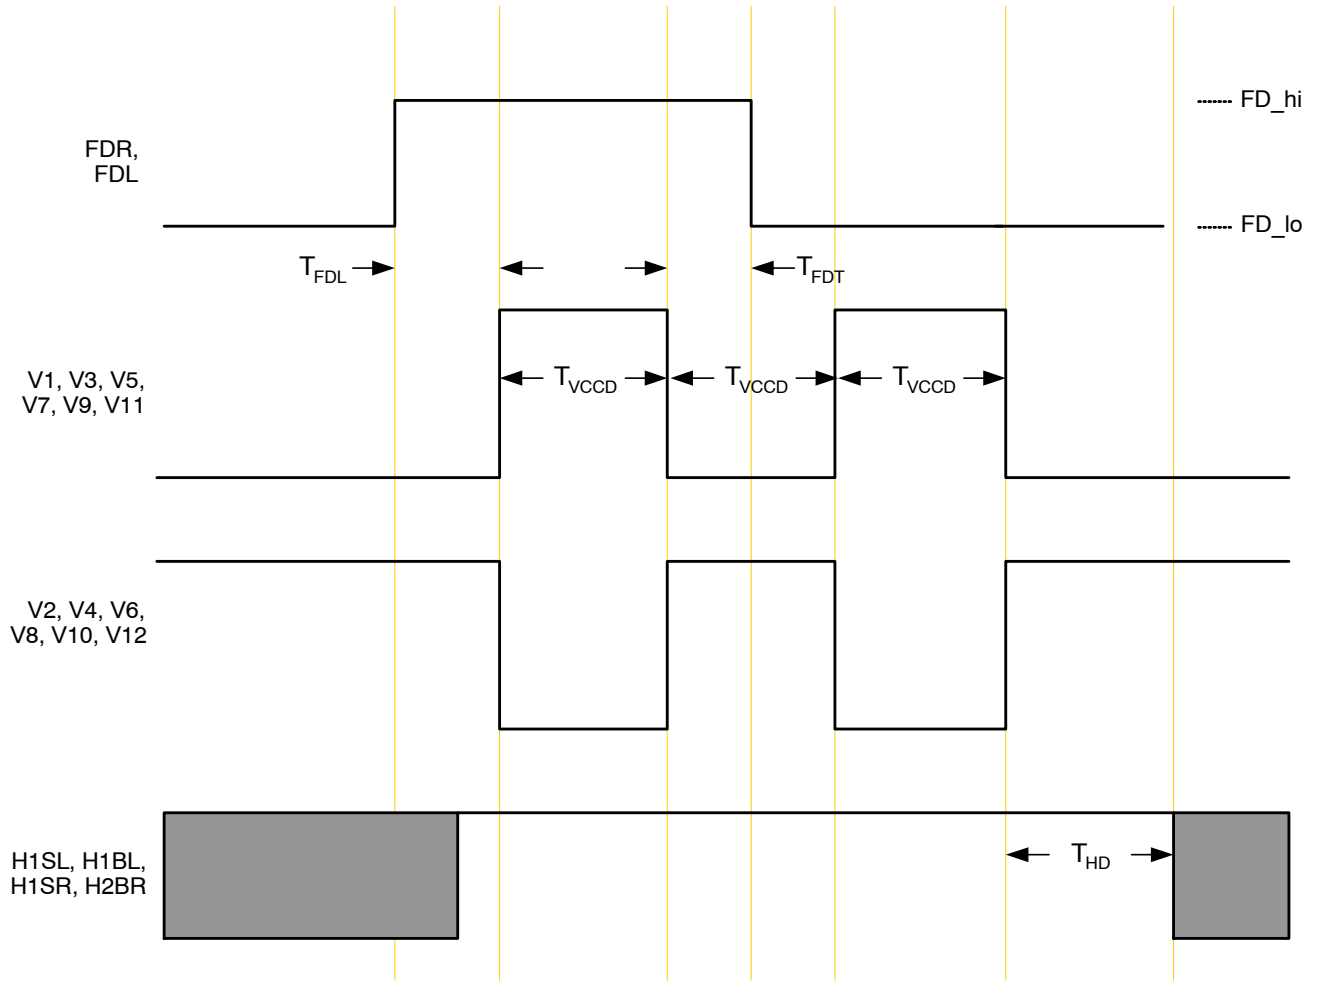 FD_hi
FDR,
FDL
FD_lo
TFDL
TFDT
V1, V3, V5,
V7, V9, V11
TVCCD
TVCCD
TVCCD
V2, V4, V6,
V8, V10, V12
H1SL, H1BL,
H1SR, H2BR
THD